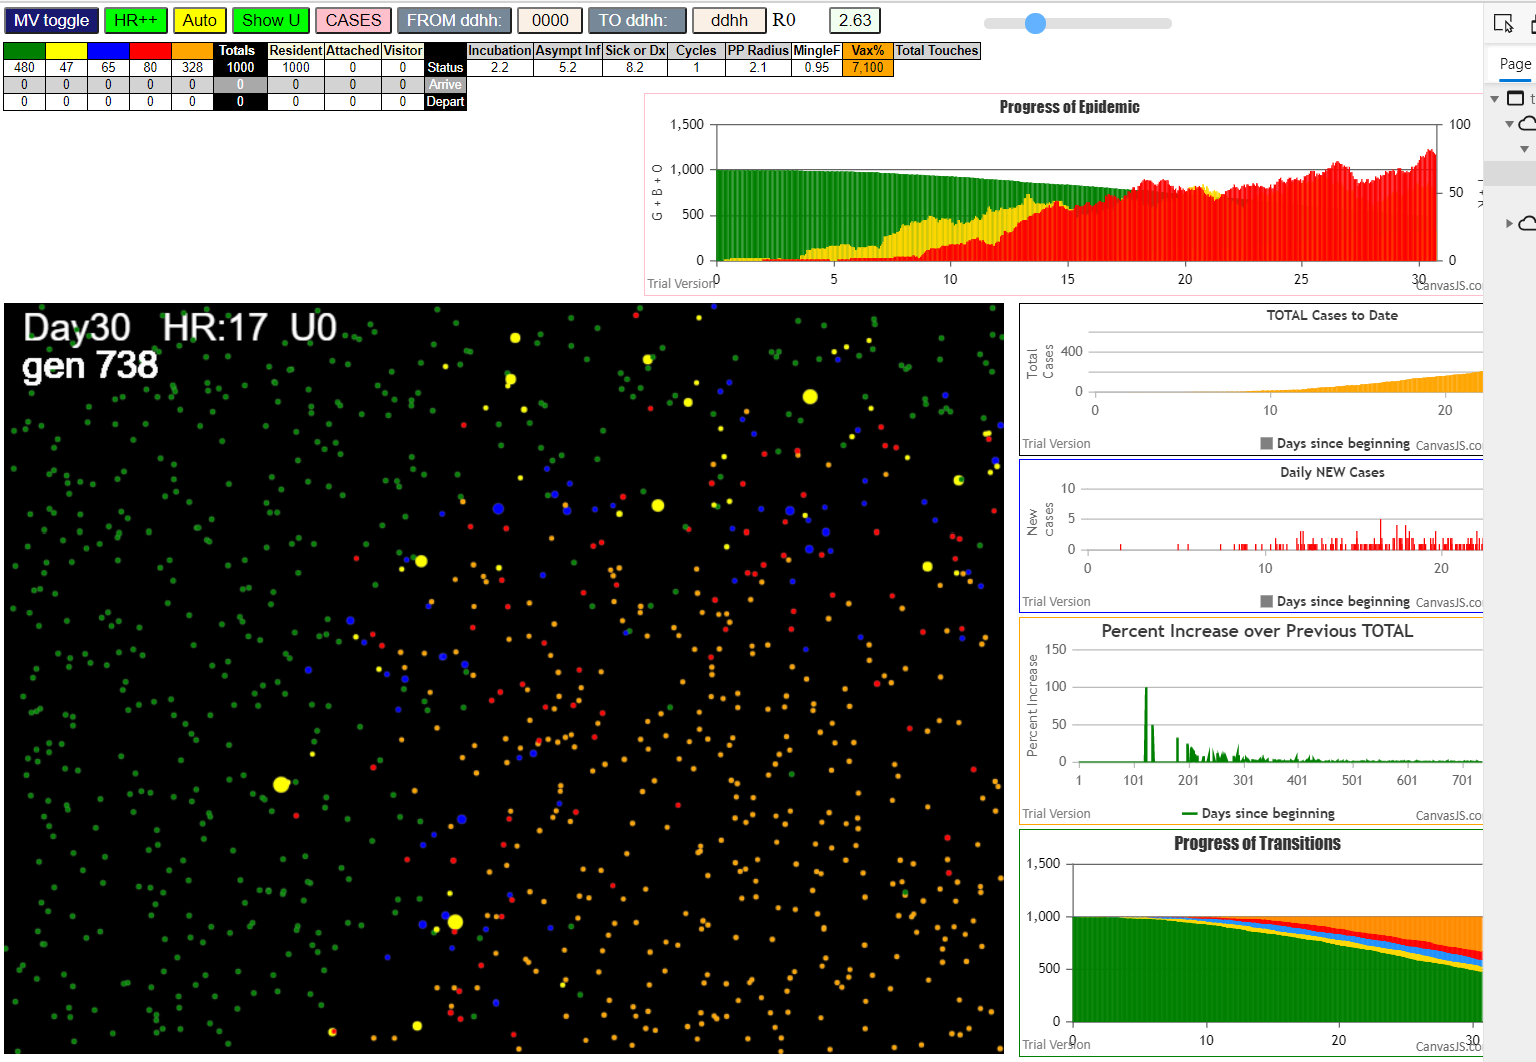 MV toggle HR++ Auto Show U CASES FROM ddhh: 0000 TO ddhh: ddhh R0 2.63
Totals Resident Attached Visitor Incubation Asympt Inf Sick or Dx Cycles PP Radius MingleF Vax% Total Touches
480 47 65 80 328 1000 1000 0 0 Status 2.2 5.2 8.2 1 2.1 0.95 7,100
0 0 0 0 0 0 0 0 0 Arrive
0 0 0 0 0 0 0 0 0 Depart
Page
Progress of Epidemic
1,500 100
1,000
G + B + O
50
500
0 0
5 10 15 20 25 30
Trial Version CanvasJS.co
Day30 HR:17 U0
gen 738
TOTAL Cases to Date
Total
Cases
400
0
0 10 20
Days since beginning
Trial Version CanvasJS.co
Daily NEW Cases
New
cases
10
5
0
0 10 20
Days since beginning
Trial Version CanvasJS.co
Percent Increase over Previous TOTAL
Percent Increase
150
100
50
0
1 101 201 301 401 501 601 701
Days since beginning
Trial Version CanvasJS.co
Progress of Transitions
1,500
1,000
500
0
0 10 20 30
Trial Version CanvasJS.co